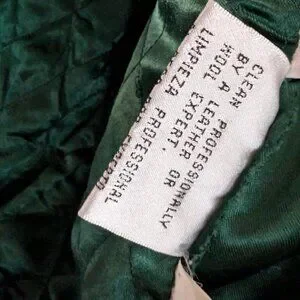 CLEAN PROFESSIONALLY
BY A LEATHER OR
WOOL EXPERT.
LIMPIEZA PROFESSIONAL